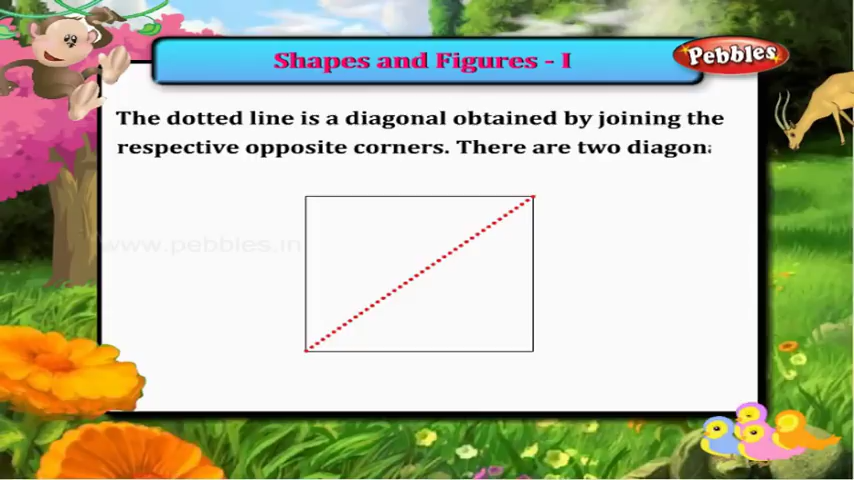 Shapes and Figures - I
Pebbles
The dotted line is a diagonal obtained by joining the
respective opposite corners. There are two diagon
www.pebbles.in